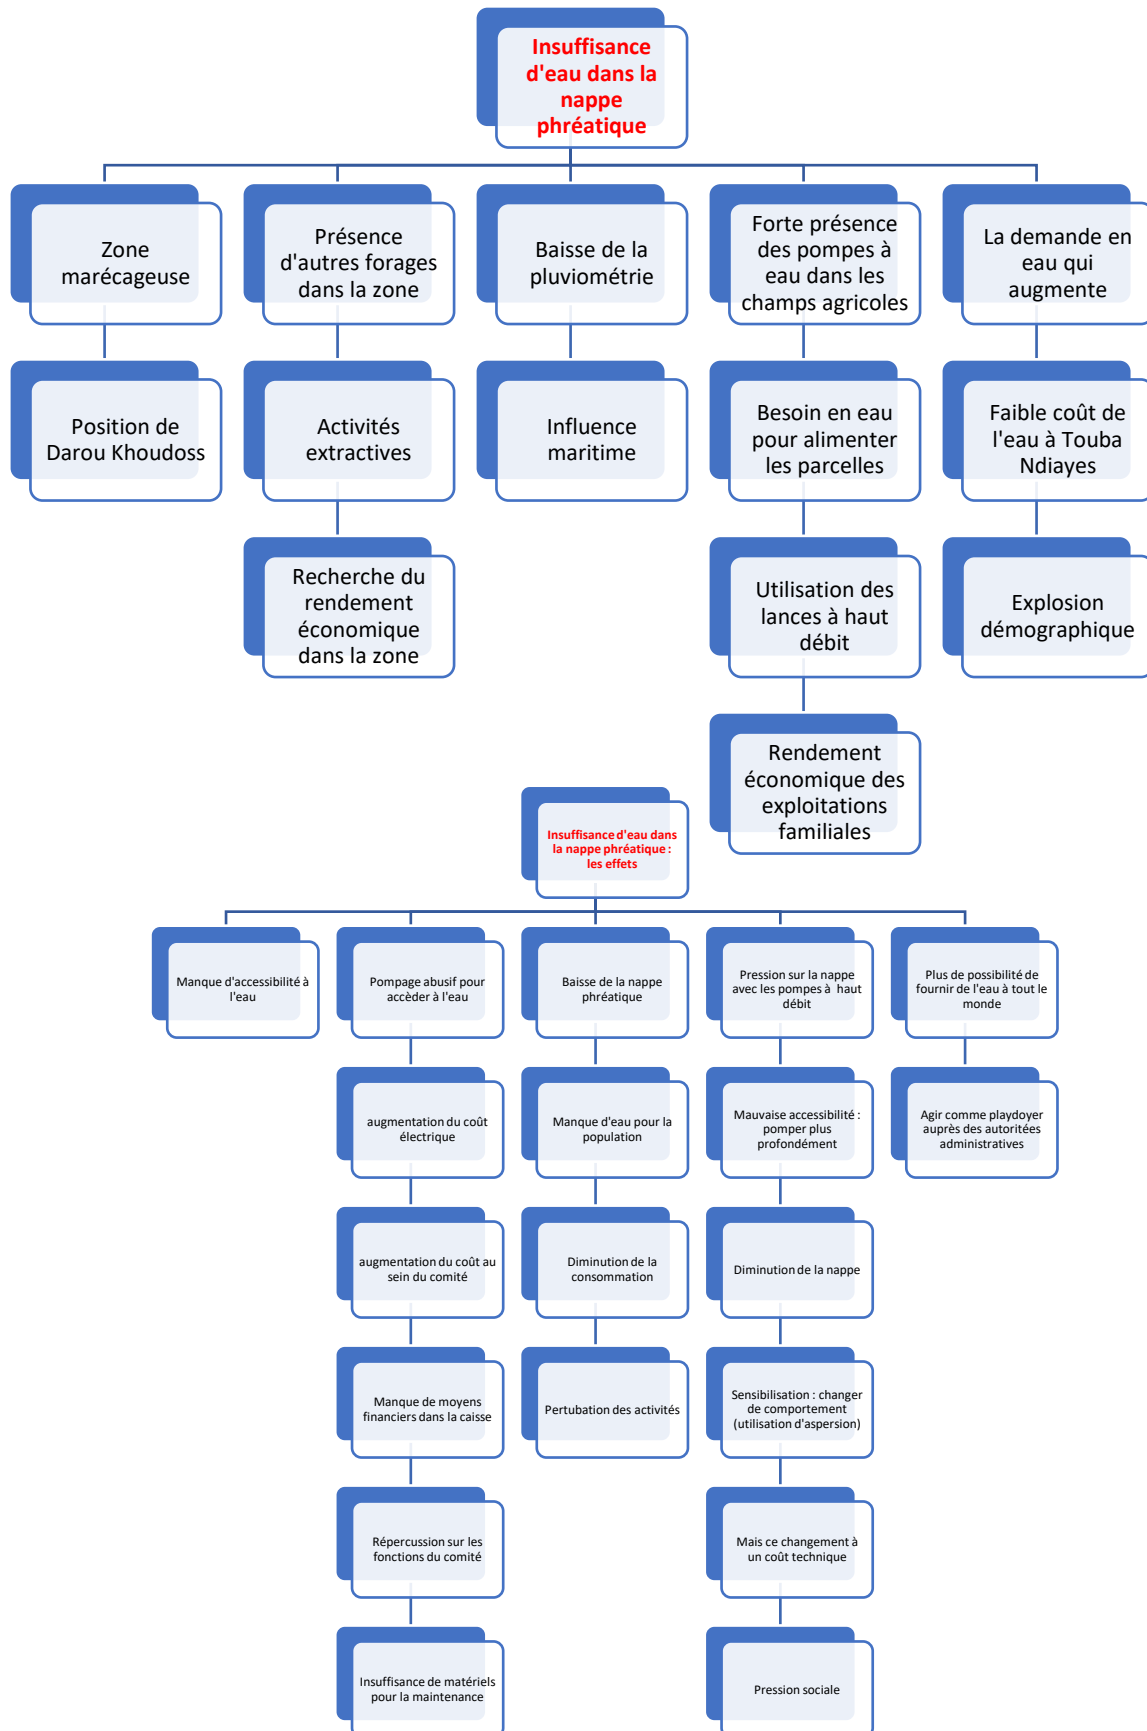 Insuffisance
d'eau dans la
nappe
phréatique
Zone
marécageuse
Présence
d'autres forages
dans la zone
Baisse de la
pluviométrie
Forte présence
des pompes à
eau dans les
champs agricoles
La demande en
eau qui
augmente
Position de
Darou Khoudoss
Activités
extractives
Influence
maritime
Besoin en eau
pour alimenter
les parcelles
Faible coût de
l'eau à Touba
Ndiayes
Recherche du
rendement
économique
dans la zone
Utilisation des
lances à haut
débit
Explosion
démographique
Rendement
économique des
exploitations
familiales
Insuffisance d'eau dans
la nappe phréatique :
les effets
Manque d'accessibilité à
l'eau
Pompage abusif pour
accèder à l'eau
Baisse de la nappe
phréatique
Pression sur la nappe
avec les pompes à haut
débit
Plus de possibilité de
fournir de l'eau à tout le
monde
augmentation du coût
électrique
Manque d'eau pour la
population
Mauvaise accessibilité :
pomper plus
profondément
Agir comme playdoyer
auprès des autoritées
administratives
augmentation du coût au
sein du comité
Diminution de la
consommation
Diminution de la nappe
Manque de moyens
financiers dans la caisse
Pertubation des activités
Sensibilisation : changer
de comportement
(utilisation d'aspersion)
Répercussion sur les
fonctions du comité
Mais ce changement à
un coût technique
Insuffisance de matériels
pour la maintenance
Pression sociale